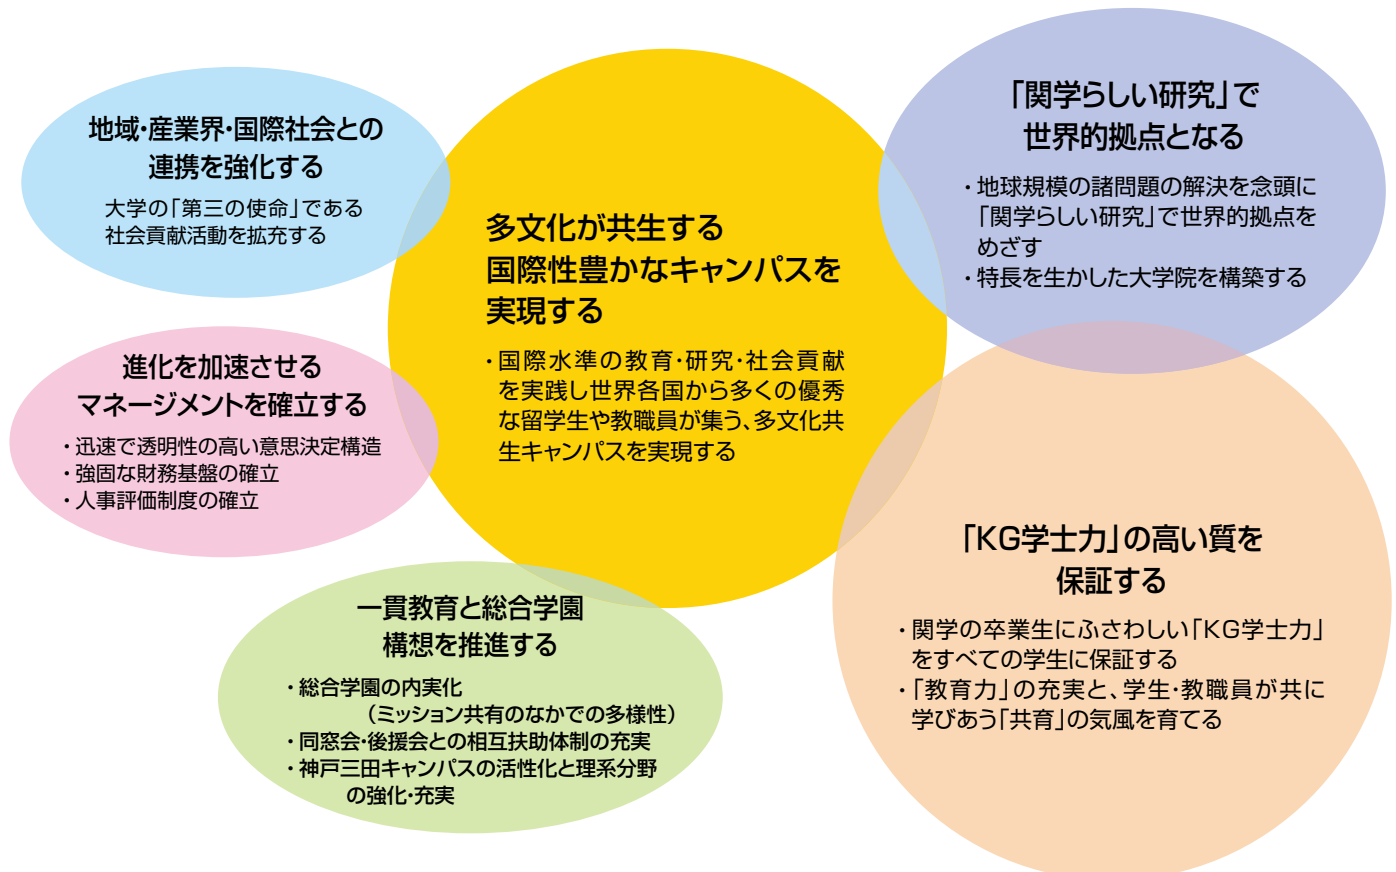 地域・産業界・国際社会との
連携を強化する
大学の「第三の使命」である
社会貢献活動を拡充する
多文化が共生する
国際性豊かなキャンパスを
実現する
・国際水準の教育・研究・社会貢献
を実践し世界各国から多くの優秀
な留学生や教職員が集う、多文化共
生キャンパスを実現する
「関学らしい研究」で
世界的拠点となる
・地球規模の諸問題の解決を念頭に
「関学らしい研究」で世界的拠点を
めざす
・特長を生かした大学院を構築する
進化を加速させる
マネージメントを確立する
・迅速で透明性の高い意思決定構造
・強固な財務基盤の確立
・人事評価制度の確立
一貫教育と総合学園
構想を推進する
・総合学園の内実化
（ミッション共有のなかでの多様性）
・同窓会・後援会との相互扶助体制の充実
・神戸三田キャンパスの活性化と理系分野
の強化・充実
「KG学士力」の高い質を
保証する
・関学の卒業生にふさわしい「KG学士力」
をすべての学生に保証する
・「教育力」の充実と、学生・教職員が共に
学びあう「共育」の気風を育てる